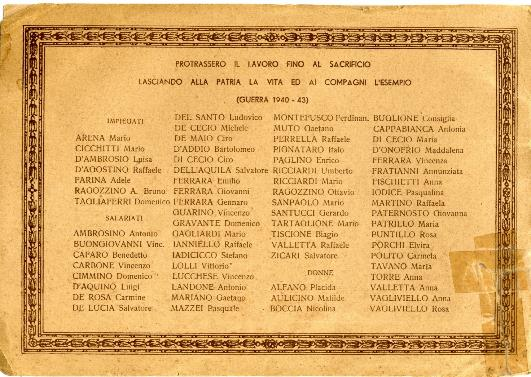 PROTRASSERO IL LAVORO FINO AL SACRIFICIO
LASCIANDO ALLA PATRIA LA VITA ED AI COMPAGNI L'ESEMPIO
(GUERRA 1940 - 43)
IMPIEGATI
ARENA Mario
CICCHETTI Mario
D'AMBROSIO Luisa
D'AGOSTINO Raffaele
FARINA Adele
RAGOZZINO A. Bruno
TAGLIAFERRI Domenico
SALARIATI
AMBROSINO Antonio
BUONGIOVANNI Vinc.
CAPARO Benedetto
CARBONE Vincenzo
CIMMINO Domenico
D'AQUINO Luigi
DE ROSA Carmine
DE LUCIA Salvatore
DEL SANTO Ludovico
DE CECIO Michele
DE MAIO Ciro
D'ADDIO Bartolomeo
DI CECIO Ciro
DELL'AQUILA Salvatore
FERRARA Emilio
FERRARA Giovanni
FERRARA Gennaro
GUARINO Vincenzo
GRAVANTE Domenico
GAGLIARDI Mario
IANNIELLO Raffaele
IADICICCO Stefano
LOLLI Vittorio
LUCCHESE Vincenzo
LANDONE Antonio
MARIANO Gaetano
MAZZEI Pasquale
MONTEFUSCO Ferdinan.
MUTO Gaetano
PERRELLA Raffaele
PIGNATARO Italo
PAOLINO Enrico
RICCIARDI Umberto
RICCIARDI Mario
RAGOZZINO Ottavio
SANPAOLO Mario
SANTUCCI Gerardo
TARTAGLIONE Mario
TISCIONE Biagio
VALLETTA Raffaele
ZICARI Salvatore
DONNE
ALFANO Placida
AULICINO Matilde
BOCCIA Nicolina
BUGLIONE Consiglia
CAPPABIANCA Antonia
DI CECIO Maria
D'ONOFRIO Maddalena
FERRARA Vincenza
FRATIANNI Annunziata
FISCHETTI Anna
IODICE Pasqualina
MARTINO Raffaela
PATERNOSTO Giovanna
PATRILLO Maria
PUNTILLO Rosa
PORCHI Elvira
POLITO Carmela
TAVANO Maria
TORRE Anna
VALLETTA Anna
VAGLIVIELLO Anna
VAGLIVIELLO Rosa